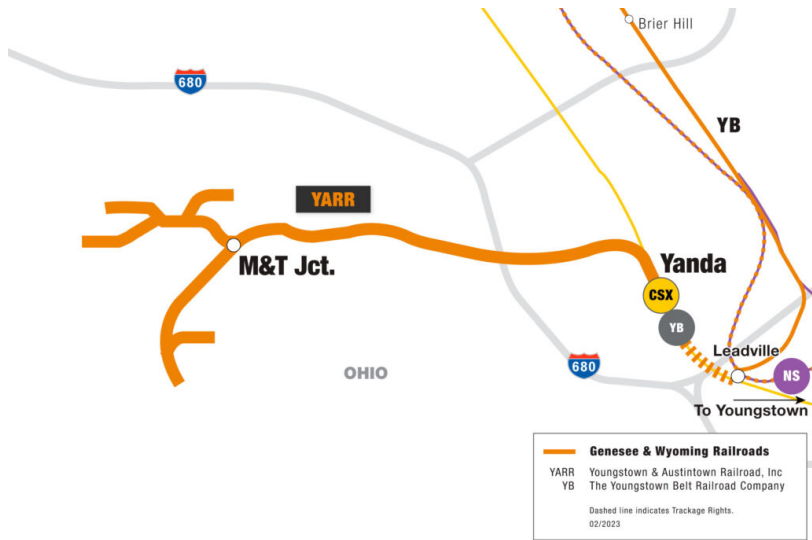 Brier Hill
680
YB
YARR
M&T Jct.
Yanda
CSX
YB
Leadville
680
OHIO
NS
To Youngstown
Genesee & Wyoming Railroads
YARR Youngstown & Austintown Railroad, Inc
YB The Youngstown Belt Railroad Company
Dashed line indicates Trackage Rights.
02/2023